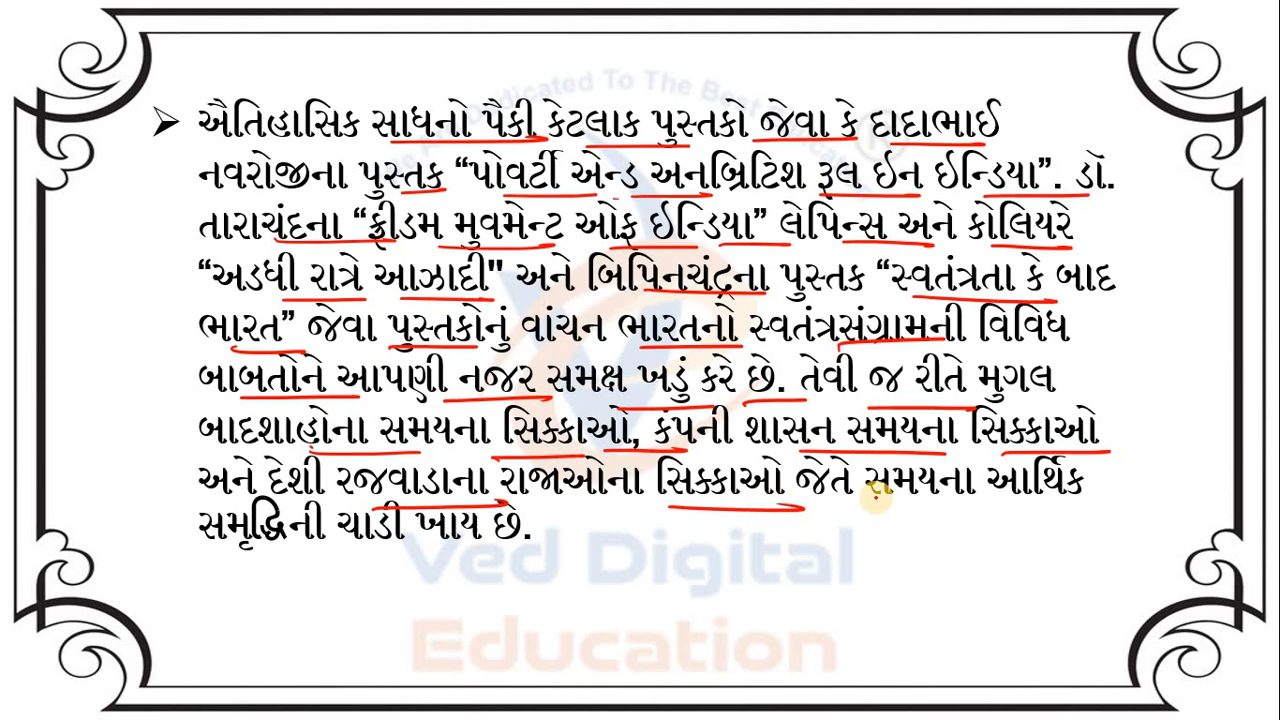 ➢ ઐતિહાસિક સાધનો પૈકી કેટલાક પુસ્તકો જેવા કે દાદાભાઈ
નવરોજીના પુસ્તક “પોવર્ટી એન્ડ અનબ્રિટિશ રૂલ ઇન ઇન્ડિયા”. ડૉ.
તારાચંદના “ફ્રીડમ મુવમેન્ટ ઓફ ઇન્ડિયા” લેપિન્સ અને કોલિયરે
“અડધી રાત્રે આઝાદી" અને બિપિનચંદ્રના પુસ્તક “સ્વતંત્રતા કે બાદ
ભારત” જેવા પુસ્તકોનું વાંચન ભારતનો સ્વતંત્રસંગ્રામની વિવિધ
બાબતોને આપણી નજર સમક્ષ ખડું કરે છે. તેવી જ રીતે મુગલ
બાદશાહોના સમયના સિક્કાઓ, કંપની શાસન સમયના સિક્કાઓ
અને દેશી રજવાડાના રાજાઓના સિક્કાઓ જેતે સમયના આર્થિક
સમૃદ્ધિની ચાડી ખાય છે.
Ved Digital
Education